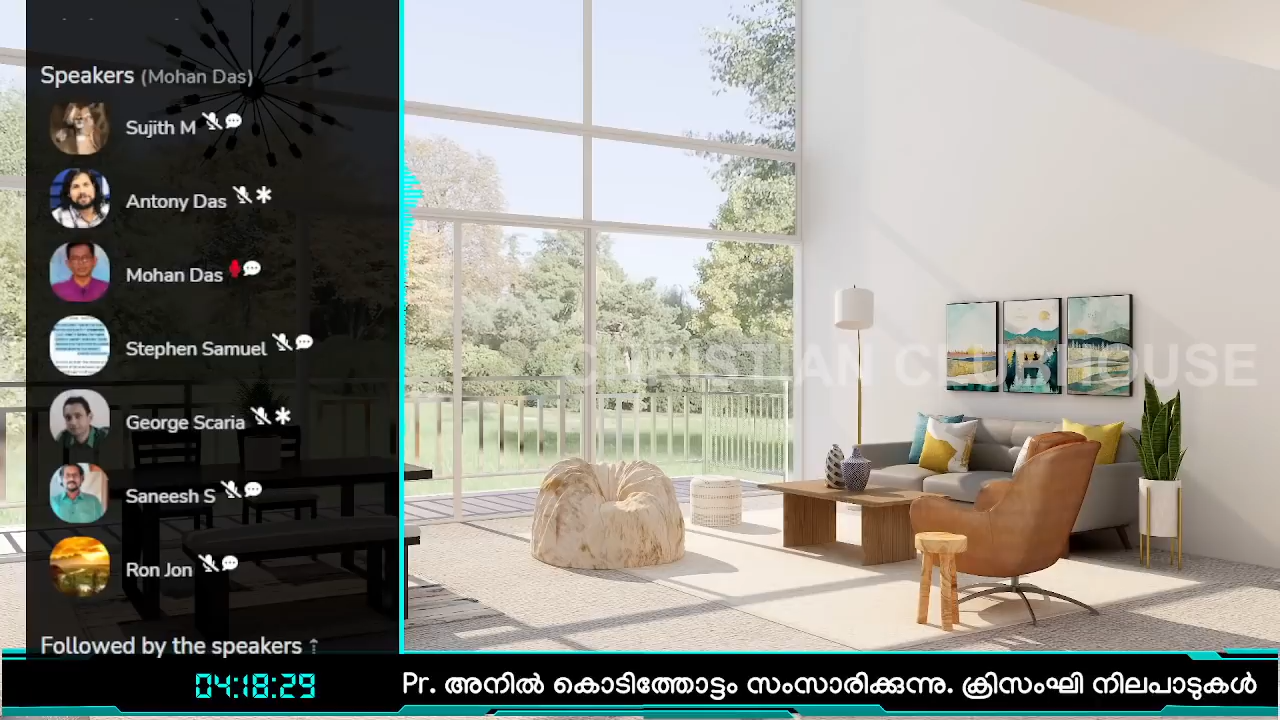 Speakers (Mohan Das)
Sujith M
Antony Das
Mohan Das
Stephen Samuel
George Scaria
Saneesh S
Ron Jon
Followed by the speakers ↑
CHRISTIAN CLUBHOUSE
04:18:29
Pr. അനിൽ കൊടിത്തോട്ടം സംസാരിക്കുന്നു. ക്രിസംഘി നിലപാടുകൾ